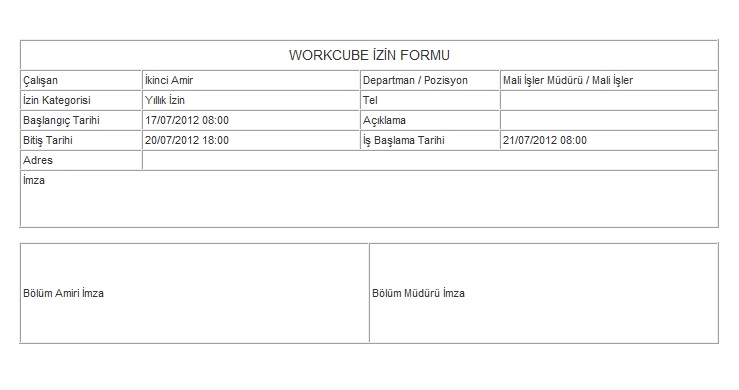 WORKCUBE İZİN FORMU
Çalışan İkinci Amir Departman / Pozisyon Mali İşler Müdürü / Mali İşler
İzin Kategorisi Yıllık İzin Tel
Başlangıç Tarihi 17/07/2012 08:00 Açıklama
Bitiş Tarihi 20/07/2012 18:00 İş Başlama Tarihi 21/07/2012 08:00
Adres
İmza
Bölüm Amiri İmza Bölüm Müdürü İmza